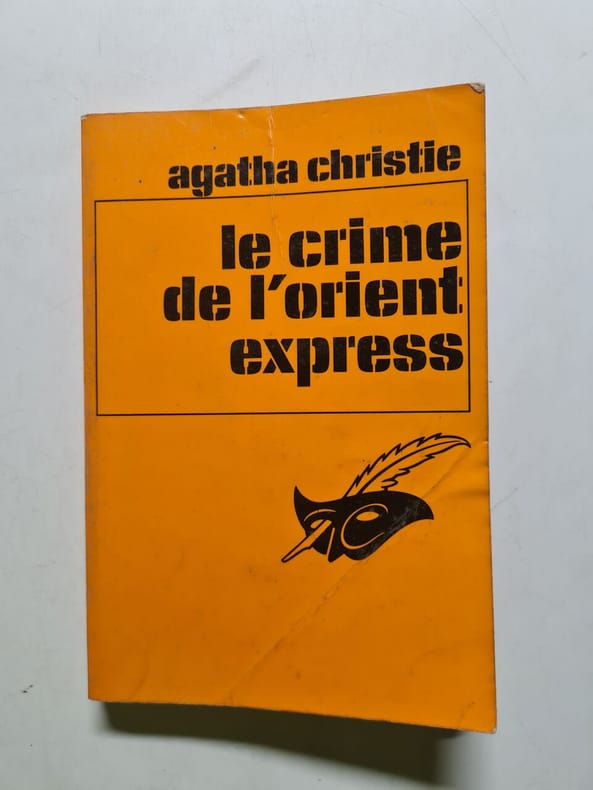 agatha christie
le crime
de l'orient
express